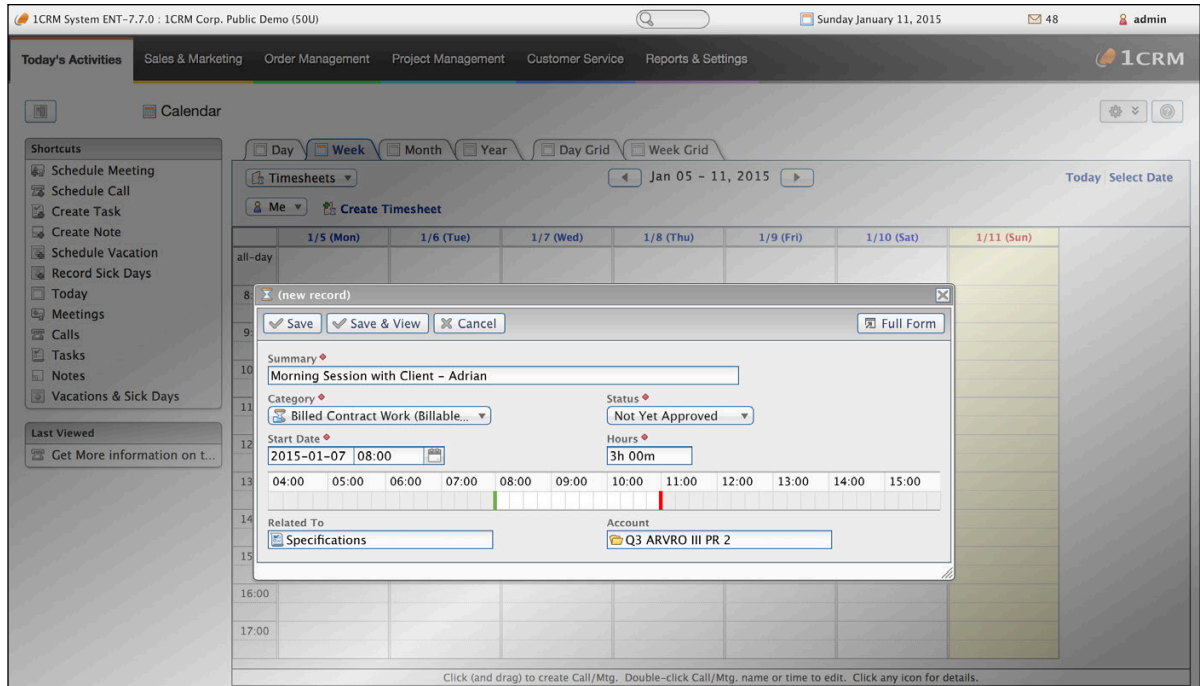 1CRM System ENT-7.7.0 : 1CRM Corp. Public Demo (50U)
Sunday January 11, 2015
48
admin
Today's Activities
Sales & Marketing
Order Management
Project Management
Customer Service
Reports & Settings
1CRM
Calendar
Shortcuts
Schedule Meeting
Schedule Call
Create Task
Create Note
Schedule Vacation
Record Sick Days
Today
Meetings
Calls
Tasks
Notes
Vacations & Sick Days
Last Viewed
Get More information on t...
Day
Week
Month
Year
Day Grid
Week Grid
Timesheets
Jan 05 - 11, 2015
Today Select Date
Me
Create Timesheet
1/5 (Mon)
1/6 (Tue)
1/7 (Wed)
1/8 (Thu)
1/9 (Fri)
1/10 (Sat)
1/11 (Sun)
all-day
8:
9:
10
11
12
13
14
15
16:00
17:00
(new record)
Save
Save & View
Cancel
Full Form
Summary
Morning Session with Client – Adrian
Category
Status
Billed Contract Work (Billable...
Not Yet Approved
Start Date
Hours
2015-01-07 08:00
3h 00m
04:00 05:00 06:00 07:00 08:00 09:00 10:00 11:00 12:00 13:00 14:00 15:00
Related To
Account
Specifications
Q3 ARVRO III PR 2
Click (and drag) to create Call/Mtg. Double-click Call/Mtg. name or time to edit. Click any icon for details.